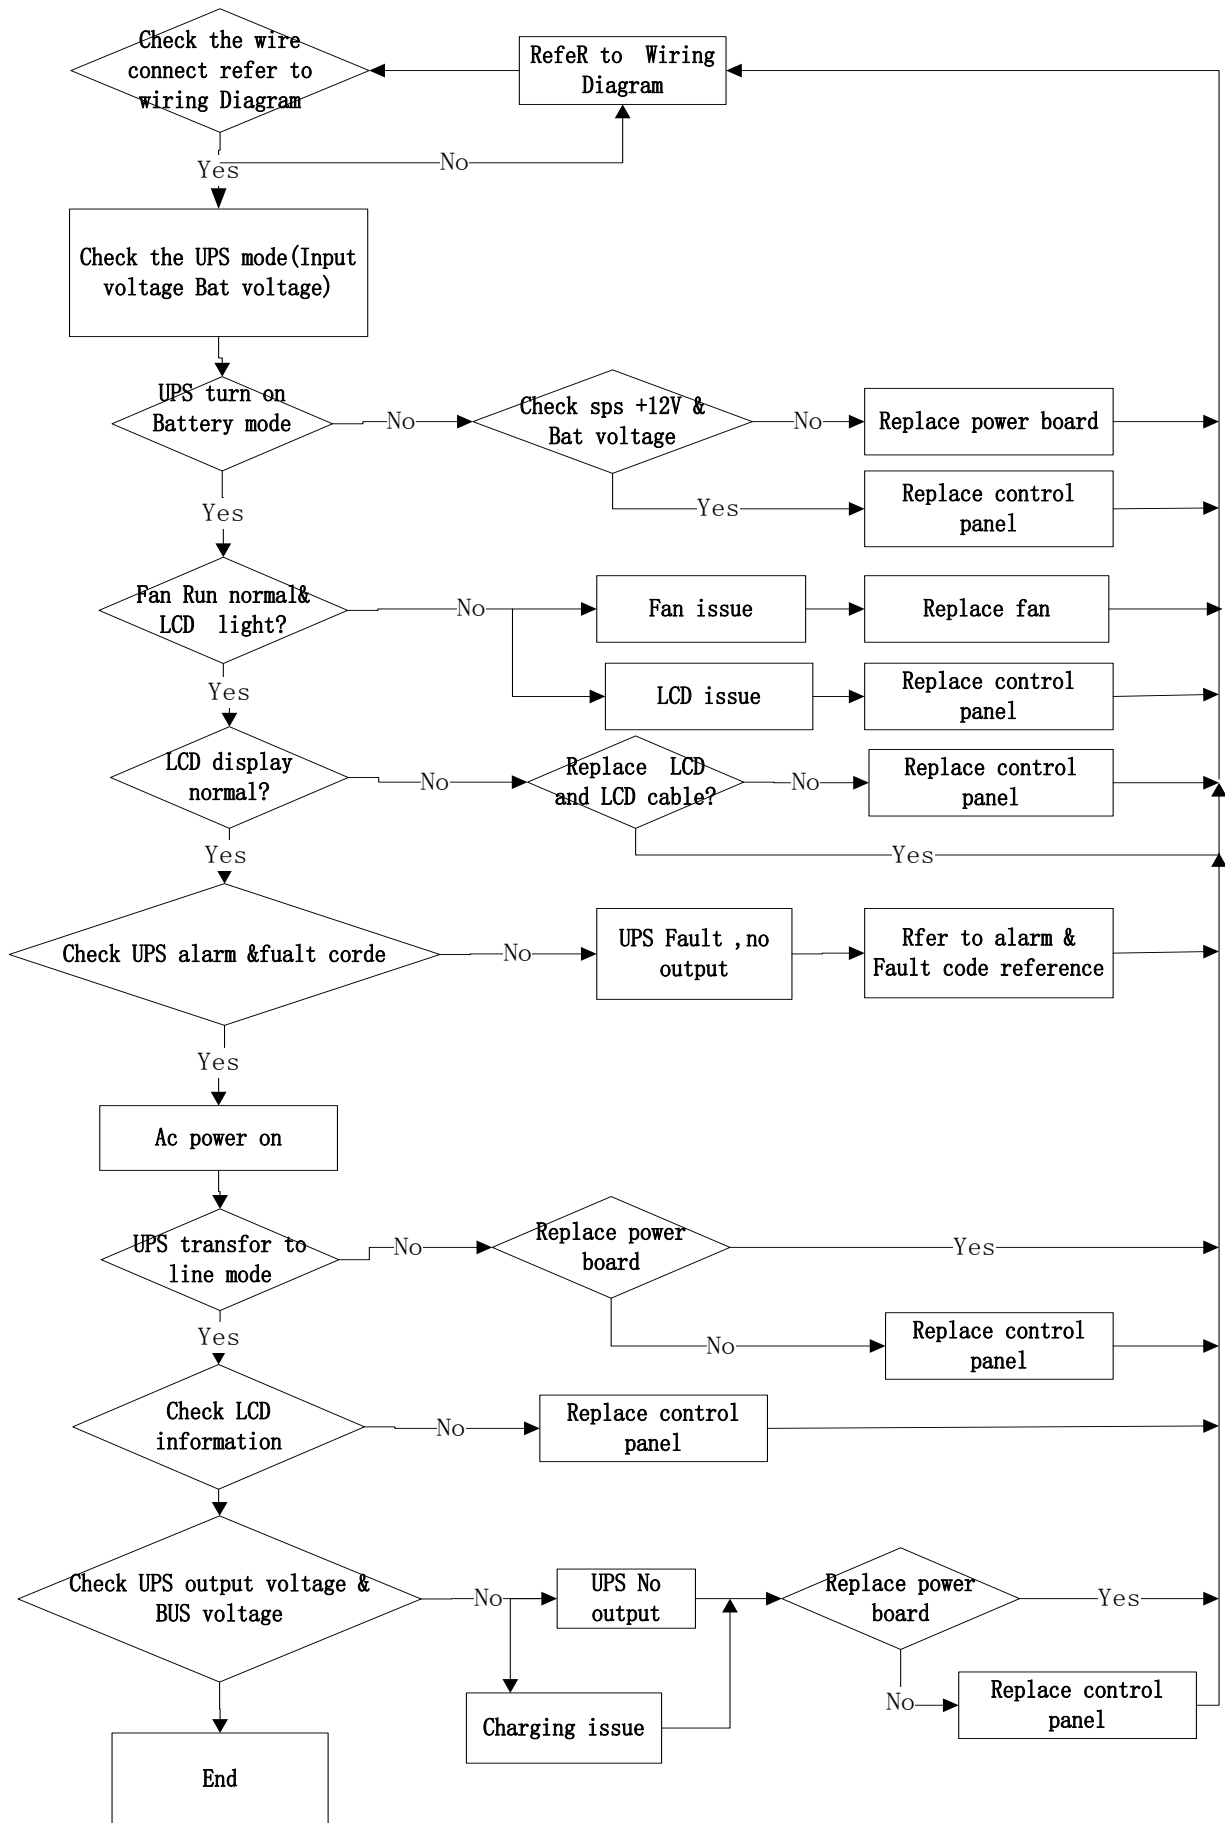 Check the wire
connect refer to
wiring Diagram
RefeR to Wiring
Diagram
No
Yes
Check the UPS mode(Input
voltage Bat voltage)
UPS turn on
Battery mode
No
Check sps +12V &
Bat voltage
No
Replace power board
Yes
Replace control
panel
Yes
Fan Run normal&
LCD light?
No
Fan issue
Replace fan
LCD issue
Replace control
panel
Yes
LCD display
normal?
No
Replace LCD
and LCD cable?
No
Replace control
panel
Yes
Yes
Check UPS alarm &fualt corde
No
UPS Fault ,no
output
Rfer to alarm &
Fault code reference
Yes
Ac power on
UPS transfor to
line mode
No
Replace power
board
Yes
No
Replace control
panel
Yes
Check LCD
information
No
Replace control
panel
Check UPS output voltage &
BUS voltage
No
UPS No
output
Replace power
board
Yes
Charging issue
No
Replace control
panel
End